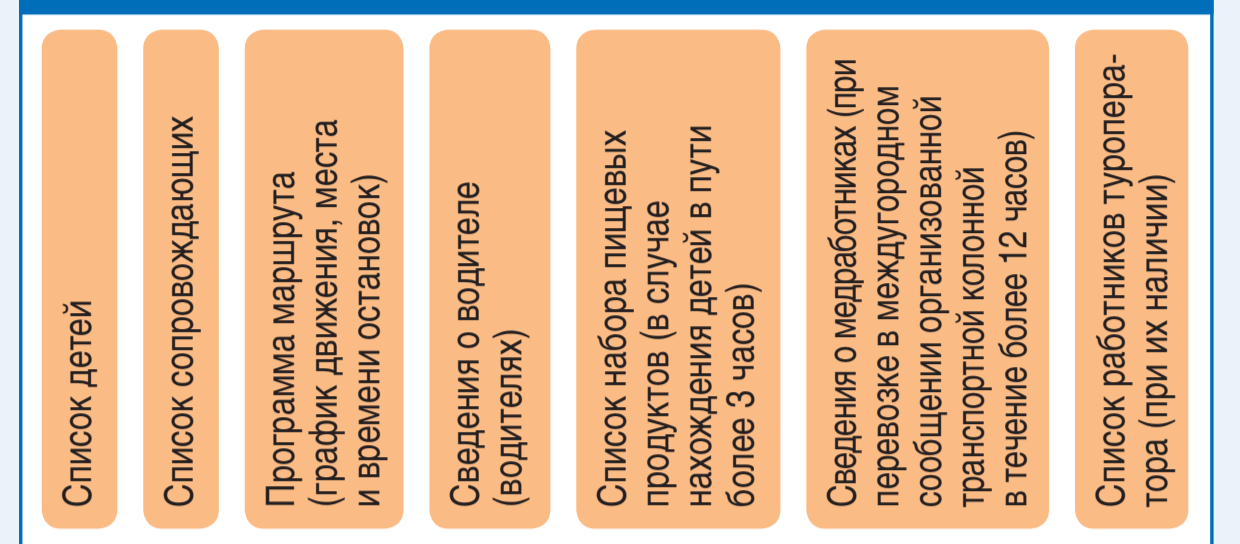 Список детей
Список сопровождающих
Программа маршрута
(график движения, места
и времени остановок)
Сведения о водителе
(водителях)
Список набора пищевых
продуктов (в случае
нахождения детей в пути
более 3 часов)
Сведения о медработниках (при
перевозке в междугородном
сообщении организованной
транспортной колонной
в течение более 12 часов)
Список работников туропера-
тора (при их наличии)